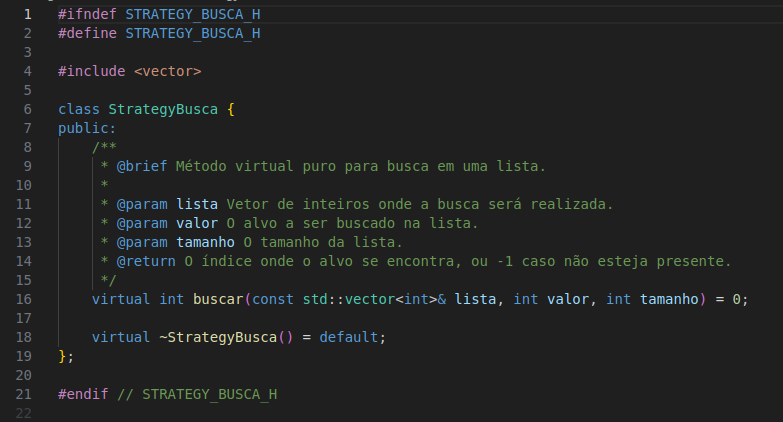 1 #ifndef STRATEGY_BUSCA_H
2 #define STRATEGY_BUSCA_H
3
4 #include <vector>
5
6 class StrategyBusca {
7 public:
8     /**
9      * @brief Método virtual puro para busca em uma lista.
10      *
11      * @param lista Vetor de inteiros onde a busca será realizada.
12      * @param valor O alvo a ser buscado na lista.
13      * @param tamanho O tamanho da lista.
14      * @return O índice onde o alvo se encontra, ou -1 caso não esteja presente.
15      */
16     virtual int buscar(const std::vector<int>& lista, int valor, int tamanho) = 0;
17
18     virtual ~StrategyBusca() = default;
19 };
20
21 #endif // STRATEGY_BUSCA_H
22